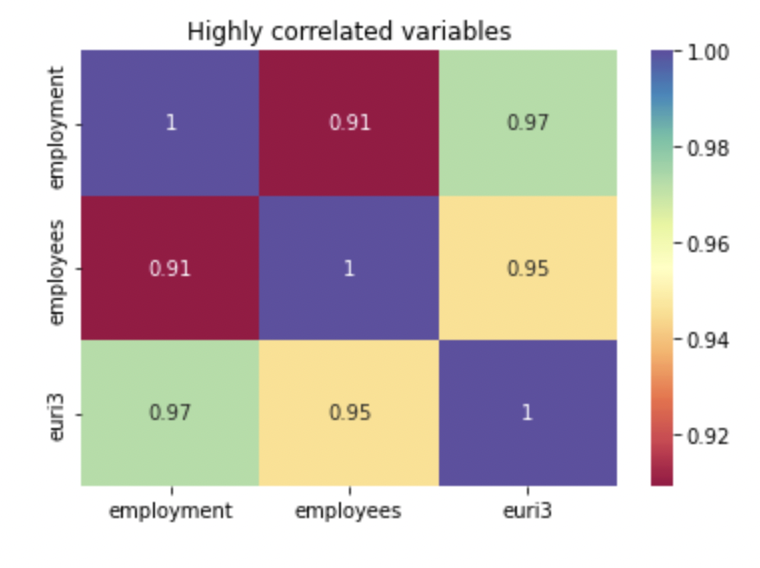 Highly correlated variables
employment
1
0.91
0.97
employees
0.91
1
0.95
euri3
0.97
0.95
1
employment employees euri3
1.00
0.98
0.96
0.94
0.92